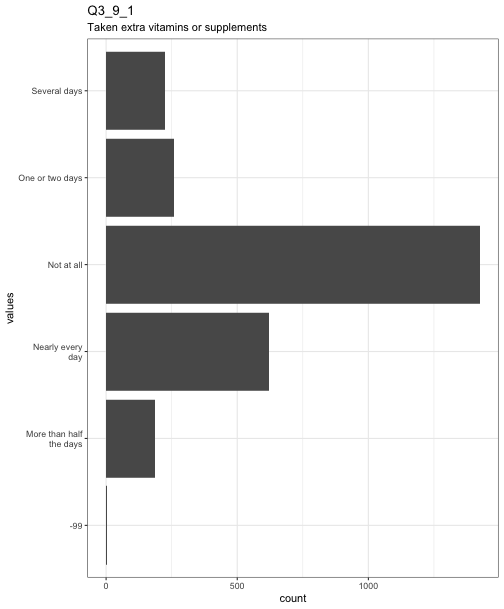 Q3_9_1
Taken extra vitamins or supplements
Several days
One or two days
Not at all
Nearly every
day
More than half
the days
-99
values
0
500
1000
count